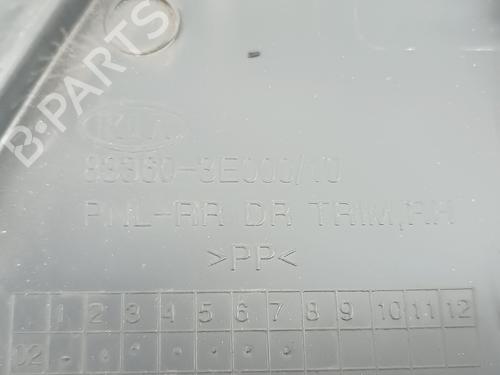 B-PARTS
KIA
83360-3E000/10
PNL-RR DR TRIM,RH
>PP<
1 2 3 4 5 6 7 8 9 10 11 12
02